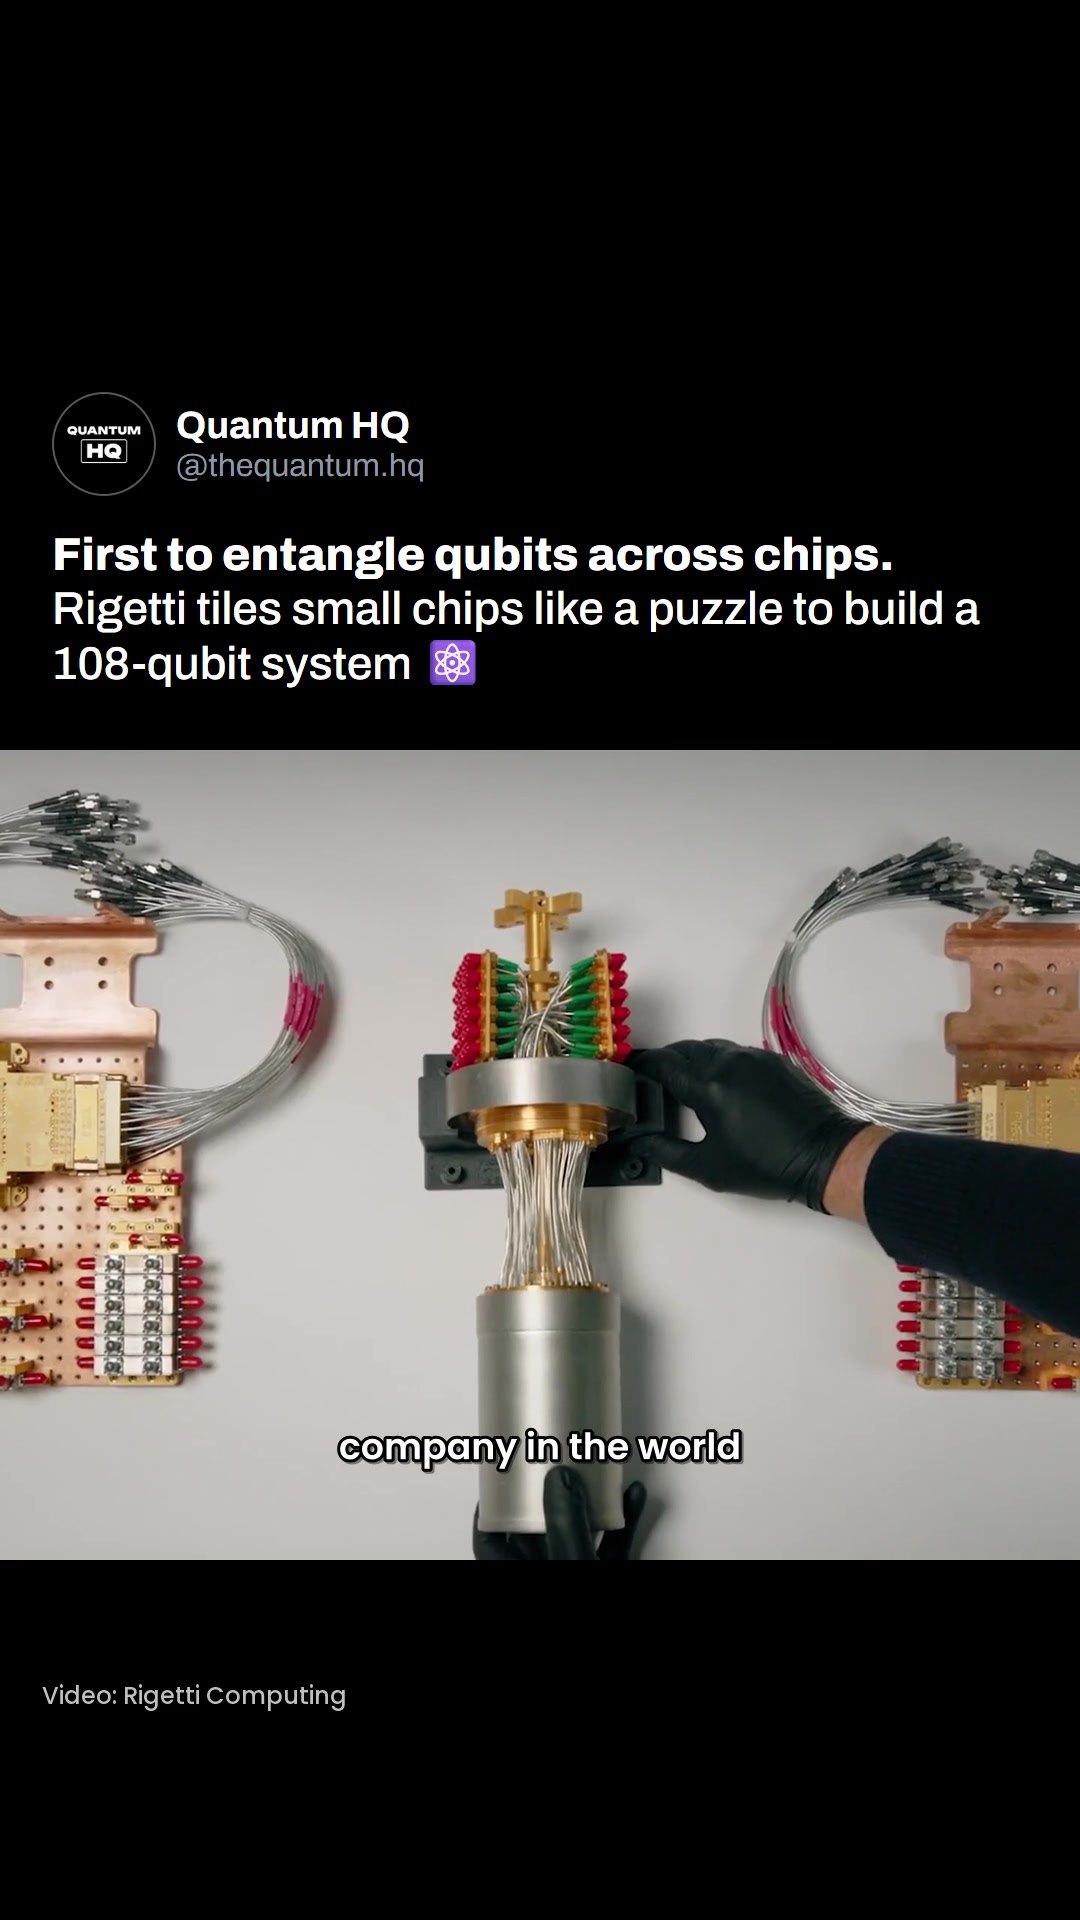 QUANTUM
HQ
Quantum HQ
@thequantum.hq
First to entangle qubits across chips.
Rigetti tiles small chips like a puzzle to build a
108-qubit system ⚛️
company in the world
Video: Rigetti Computing